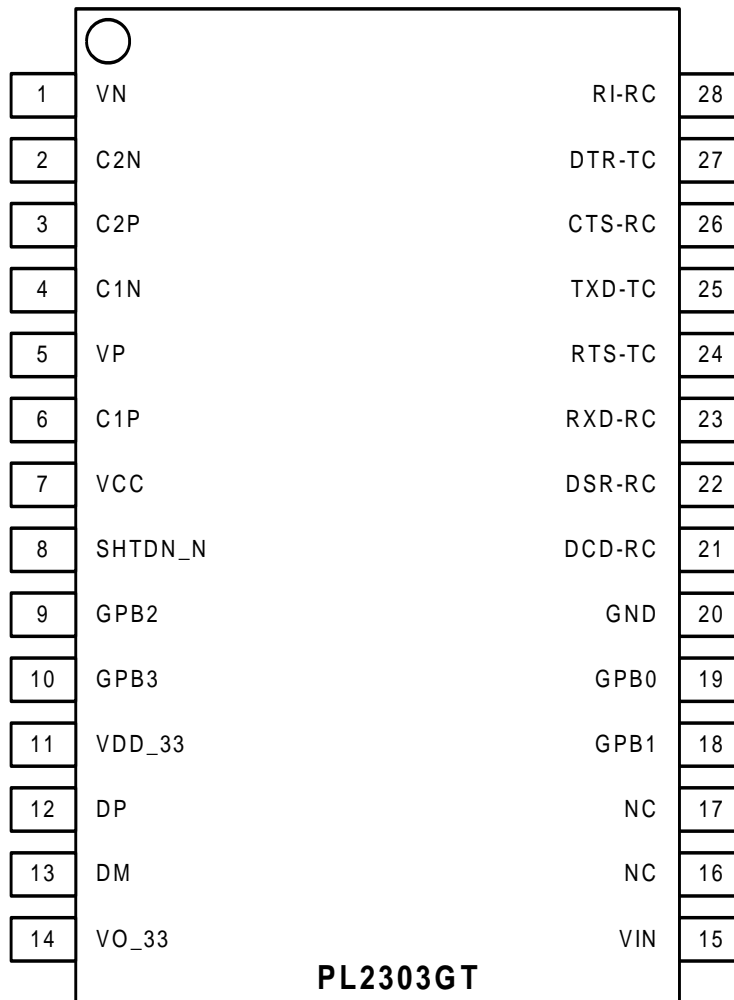 1 VN RI-RC 28
2 C2N DTR-TC 27
3 C2P CTS-RC 26
4 C1N TXD-TC 25
5 VP RTS-TC 24
6 C1P RXD-RC 23
7 VCC DSR-RC 22
8 SHTDN_N DCD-RC 21
9 GPB2 GND 20
10 GPB3 GPB0 19
11 VDD_33 GPB1 18
12 DP NC 17
13 DM NC 16
14 VO_33 VIN 15
PL2303GT